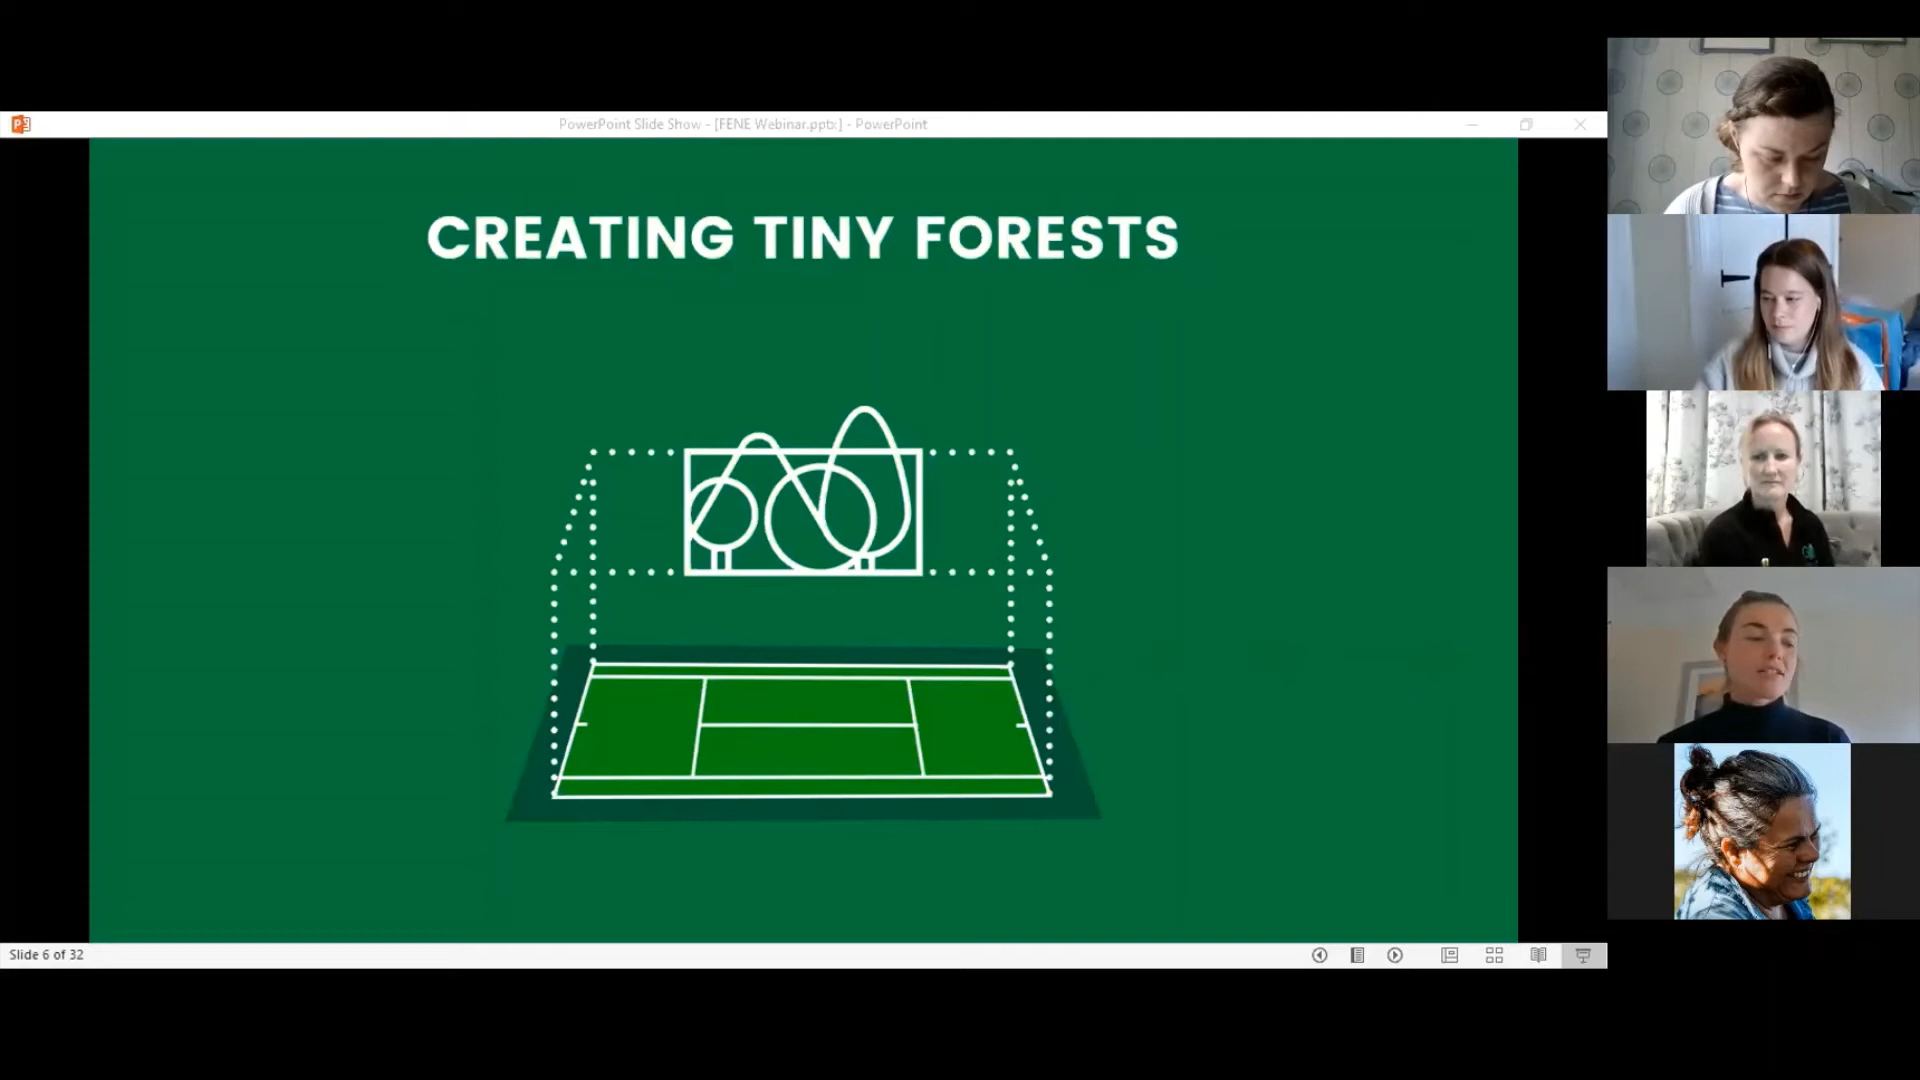 PowerPoint Slide Show - [FENE Webinar.pptx] - PowerPoint
CREATING TINY FORESTS
Slide 6 of 32